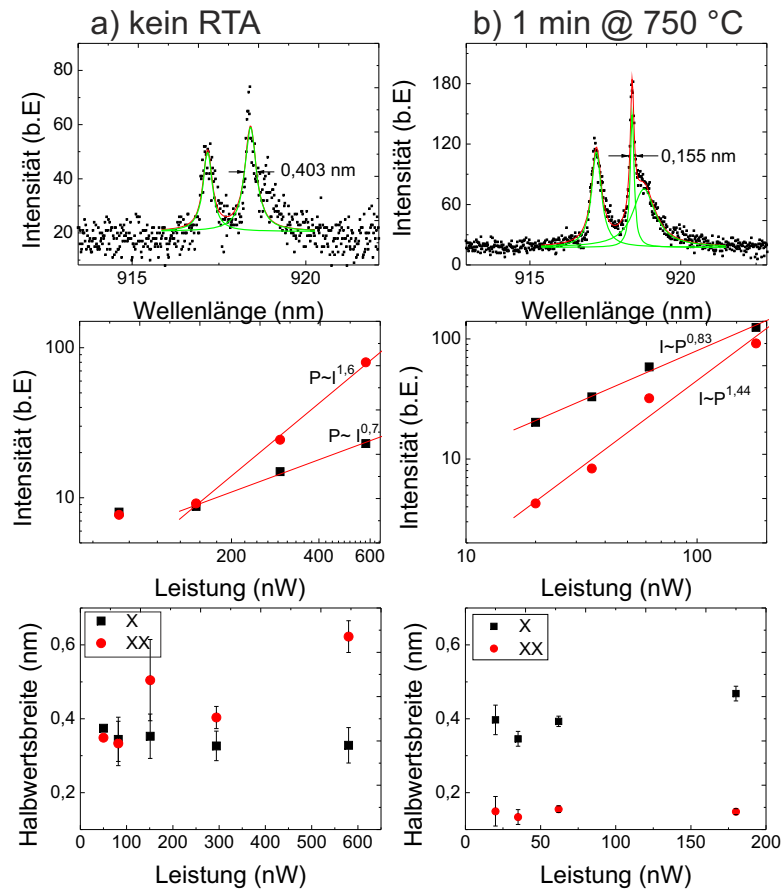 a) kein RTA
b) 1 min @ 750 °C
80
60
40
20
Intensität (b.E)
0,403 nm
915
920
Wellenlänge (nm)
180
120
60
0
Intensität (b.E)
0,155 nm
915
920
Wellenlänge (nm)
100
10
Intensität (b.E)
P~I^1,6
P~ I^0,7
200
400
600
Leistung (nW)
100
10
Intensität (b.E.)
I~P^0,83
I~P^1,44
10
100
Leistung (nW)
0,6
0,4
0,2
Halbwertsbreite (nm)
X
XX
0
100
200
300
400
500
600
Leistung (nW)
0,6
0,4
0,2
Halbwertsbreite (nm)
X
XX
0
50
100
150
200
Leistung (nW)